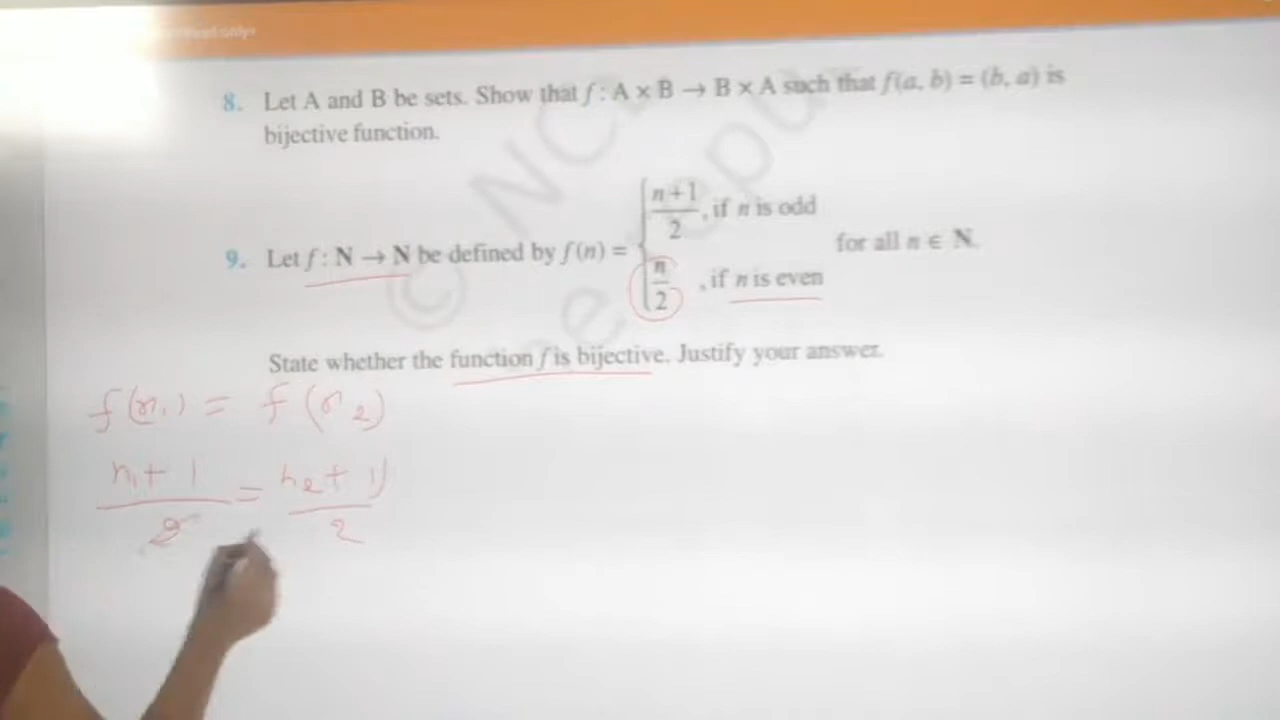 8. Let A and B be sets. Show that f : A × B → B × A such that f(a, b) = (b, a) is
bijective function.
9. Let f : N → N be defined by f(n) = { n+1/2, if n is odd
n/2, if n is even
for all n ∈ N.
State whether the function f is bijective. Justify your answer.
f(n₁) = f(n₂)
n₁+1/2 = n₂+1/2